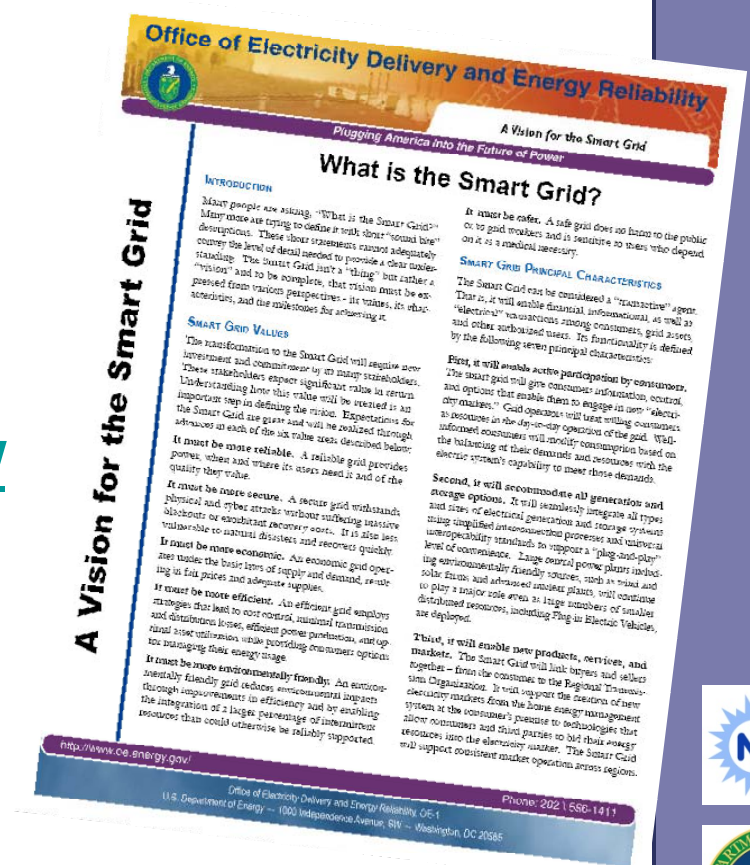 Office of Electricity Delivery and Energy Reliability
A Vision for the Smart Grid
Plugging America Into the Future of Power
A Vision for the Smart Grid
What is the Smart Grid?
INTRODUCTION
Many people are asking, "What is the Smart Grid?"
Many more are trying to define it with short "sound bite"
descriptions. These short statements cannot adequately
convey the level of detail needed to provide a clear under-
standing. The Smart Grid isn't a "thing" but rather a
"vision" and to be complete, that vision must be ex-
pressed from various perspectives – its values, its char-
acteristics, and the milestones for achieving it.
SMART GRID VALUES
The transformation to the Smart Grid will require new
investment and commitment by its many stakeholders.
These stakeholders expect significant value in return.
Understanding how this value will be created is an
important step in defining the vision. Expectations for
the Smart Grid are great and will be realized through
advances in each of the six value areas described below:
It must be more reliable. A reliable grid provides
power, when and where its users need it and of the
quality they value.
It must be more secure. A secure grid withstands
physical and cyber attacks without suffering massive
blackouts or exorbitant recovery costs. It is also less
vulnerable to natural disasters and recovers quickly.
It must be more economic. An economic grid oper-
ates under the basic laws of supply and demand, result-
ing in fair prices and adequate supplies.
It must be more efficient. An efficient grid employs
strategies that lead to cost control, minimal transmission
and distribution losses, efficient power production, and op-
timal asset utilization while providing consumers options
for managing their energy usage.
It must be more environmentally friendly. An environ-
mentally friendly grid reduces environmental impacts
through improvements in efficiency and by enabling
the integration of a larger percentage of intermittent
resources than could otherwise be reliably supported.
It must be safer. A safe grid does no harm to the public
or to grid workers and is sensitive to users who depend
on it as a medical necessity.
SMART GRID PRINCIPAL CHARACTERISTICS
The Smart Grid can be considered a "transactive" agent.
That is, it will enable financial, informational, as well as
"electrical" transactions among consumers, grid assets,
and other authorized users. Its functionality is defined
by the following seven principal characteristics:
First, it will enable active participation by consumers.
The smart grid will give consumers information, control,
and options that enable them to engage in new "electri-
city markets." Grid operators will treat willing consumers
as resources in the day-to-day operation of the grid. Well-
informed consumers will modify consumption based on
the balancing of their demands and resources with the
electric system's capability to meet those demands.
Second, it will accommodate all generation and
storage options. It will seamlessly integrate all types
and sizes of electrical generation and storage systems
using simplified interconnection processes and universal
interoperability standards to support a "plug-and-play"
level of convenience. Large central power plants includ-
ing environmentally friendly sources, such as wind and
solar farms and advanced nuclear plants, will continue
to play a major role even as large numbers of smaller
distributed resources, including Plug-in Electric Vehicles,
are deployed.
Third, it will enable new products, services, and
markets. The Smart Grid will link buyers and sellers
together – from the consumer to the Regional Transmis-
sion Organization. It will support the creation of new
electricity markets from the home energy management
system at the consumer's premise to technologies that
allow consumers and third parties to bid their energy
resources into the electricity market. The Smart Grid
will support consistent market operation across regions.
http://www.oe.energy.gov/
Phone: 202 \ 586-1411
Office of Electricity Delivery and Energy Reliability, OE-1
U.S. Department of Energy — 1000 Independence Avenue, SW — Washington, DC 20585